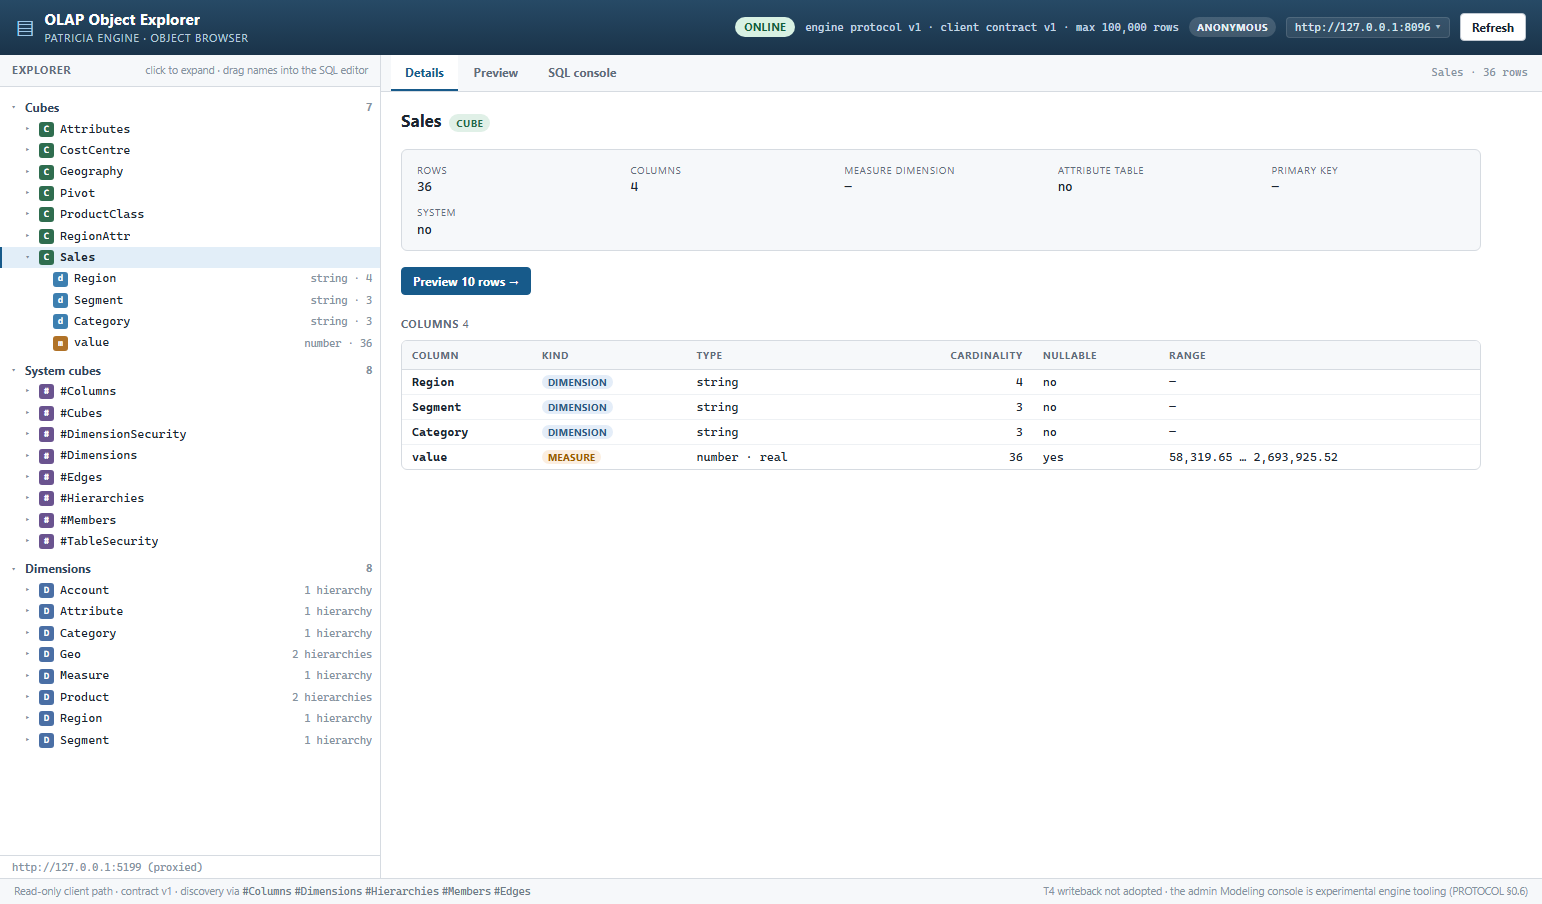 OLAP Object Explorer
PATRICIA ENGINE · OBJECT BROWSER
ONLINE engine protocol v1 · client contract v1 · max 100,000 rows ANONYMOUS http://127.0.0.1:8096 Refresh
EXPLORER click to expand · drag names into the SQL editor
Details Preview SQL console Sales · 36 rows
Cubes 7
C Attributes
C CostCentre
C Geography
C Pivot
C ProductClass
C RegionAttr
C Sales
d Region string · 4
d Segment string · 3
d Category string · 3
m value number · 36
System cubes 8
# #Columns
# #Cubes
# #DimensionSecurity
# #Dimensions
# #Edges
# #Hierarchies
# #Members
# #TableSecurity
Dimensions 8
D Account 1 hierarchy
D Attribute 1 hierarchy
D Category 1 hierarchy
D Geo 2 hierarchies
D Measure 1 hierarchy
D Product 2 hierarchies
D Region 1 hierarchy
D Segment 1 hierarchy
http://127.0.0.1:5199 (proxied)
Sales CUBE
ROWS COLUMNS MEASURE DIMENSION ATTRIBUTE TABLE PRIMARY KEY
36 4 — no —
SYSTEM
no
Preview 10 rows →
COLUMNS 4
COLUMN KIND TYPE CARDINALITY NULLABLE RANGE
Region DIMENSION string 4 no —
Segment DIMENSION string 3 no —
Category DIMENSION string 3 no —
value MEASURE number · real 36 yes 58,319.65 … 2,693,925.52
Read-only client path · contract v1 · discovery via #Columns #Dimensions #Hierarchies #Members #Edges
T4 writeback not adopted · the admin Modeling console is experimental engine tooling (PROTOCOL §0.6)